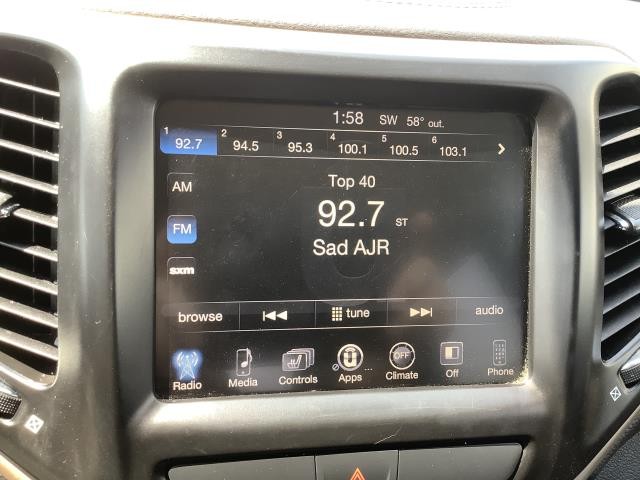 1:58 SW 58° out.
1 92.7 2 94.5 3 95.3 4 100.1 5 100.5 6 103.1
AM
Top 40
FM
92.7 ST
Sad AJR
sxm
browse tune audio
Radio Media Controls Apps ... OFF Climate Off Phone